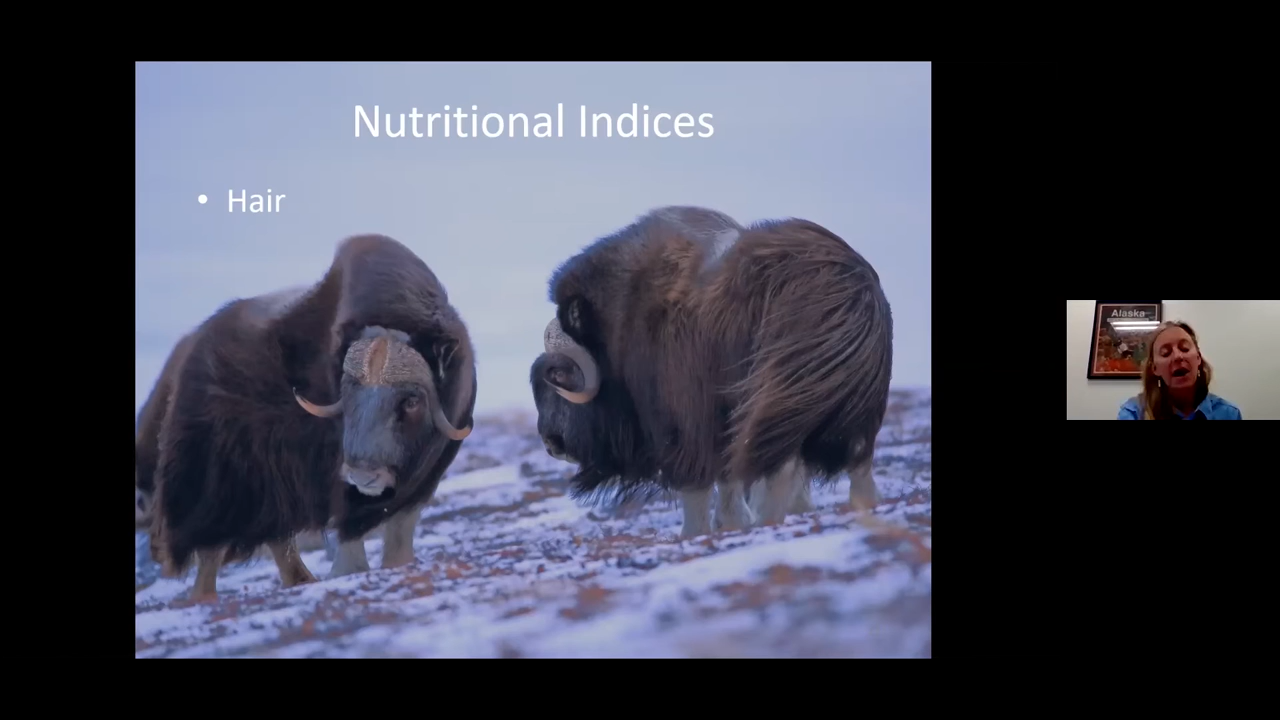 Nutritional Indices
• Hair
Alaska